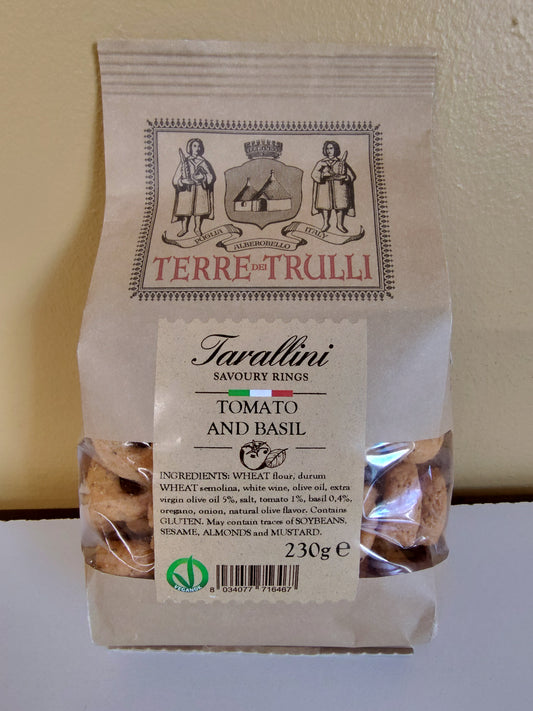 PUGLIA ITALY
ALBEROBELLO
TERRE DEI TRULLI
Tarallini
SAVOURY RINGS
TOMATO
AND BASIL
INGREDIENTS: WHEAT flour, durum
WHEAT semolina, white wine, olive oil, extra
virgin olive oil 5%, salt, tomato 1%, basil 0,4%,
oregano, onion, natural olive flavor. Contains
GLUTEN. May contain traces of SOYBEANS,
SESAME, ALMONDS and MUSTARD.
230g e
VEGANOK
8 034077 716467